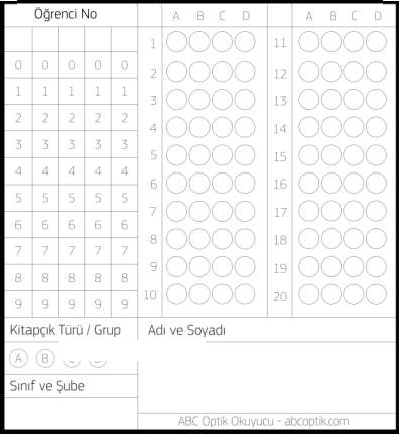 Öğrenci No
A B C D
A B C D
0 0 0 0 0
1 1 1 1 1
2 2 2 2 2
3 3 3 3 3
4 4 4 4 4
5 5 5 5 5
6 6 6 6 6
7 7 7 7 7
8 8 8 8 8
9 9 9 9 9
1
2
3
4
5
6
7
8
9
10
11
12
13
14
15
16
17
18
19
20
Kitapçık Türü / Grup
A B
Sınıf ve Şube
Adı ve Soyadı
ABC Optik Okuyucu - abcoptik.com